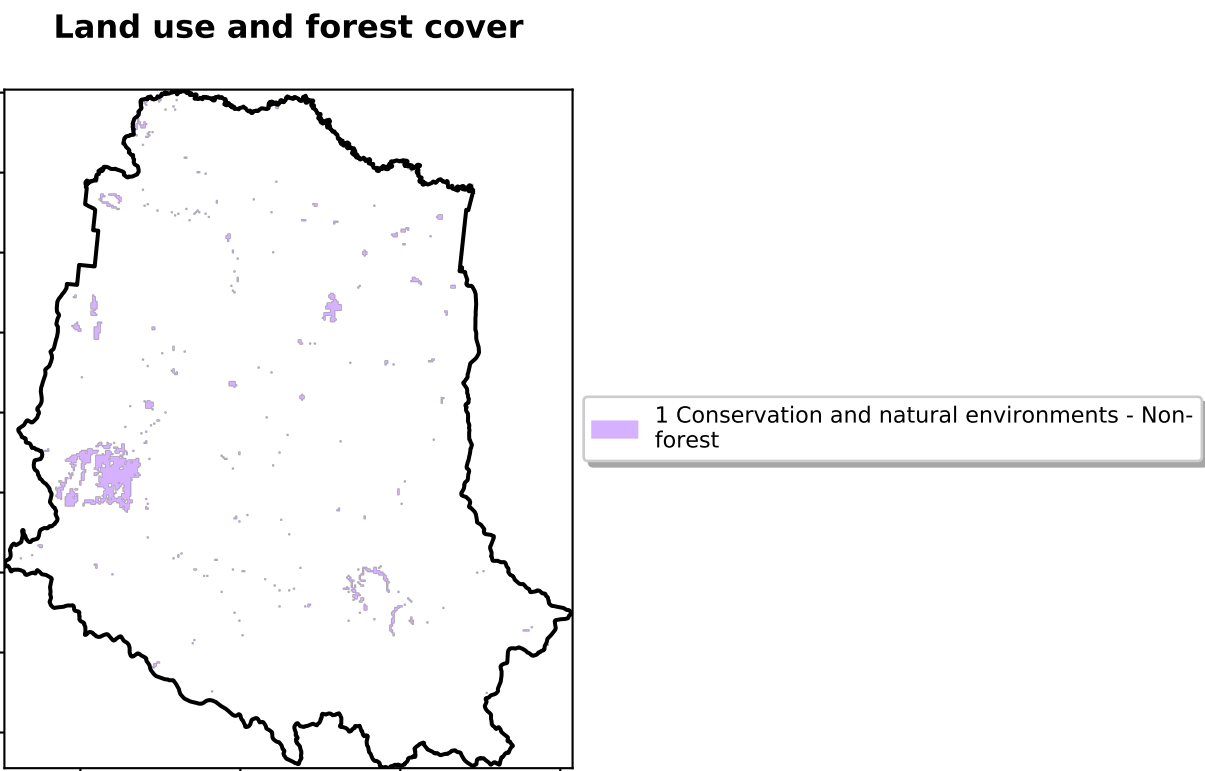 Land use and forest cover
1 Conservation and natural environments - Non-
forest